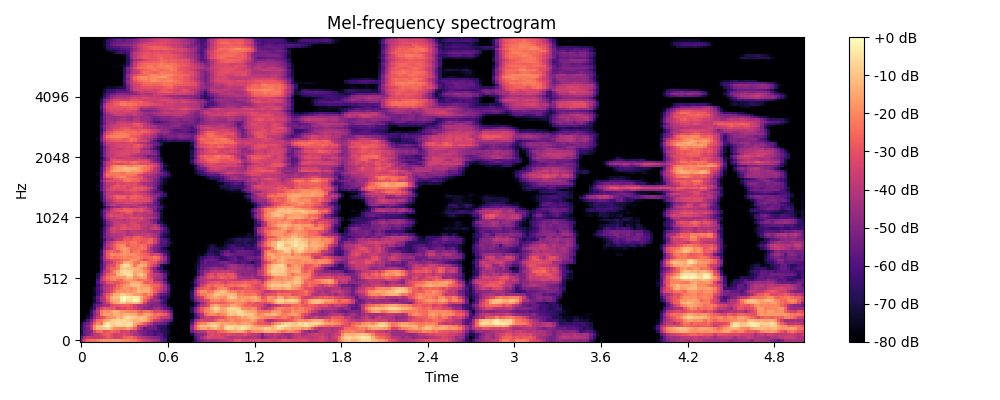 Mel-frequency spectrogram
+0 dB
-10 dB
-20 dB
-30 dB
-40 dB
-50 dB
-60 dB
-70 dB
-80 dB
Hz
4096
2048
1024
512
0
0 0.6 1.2 1.8 2.4 3 3.6 4.2 4.8
Time